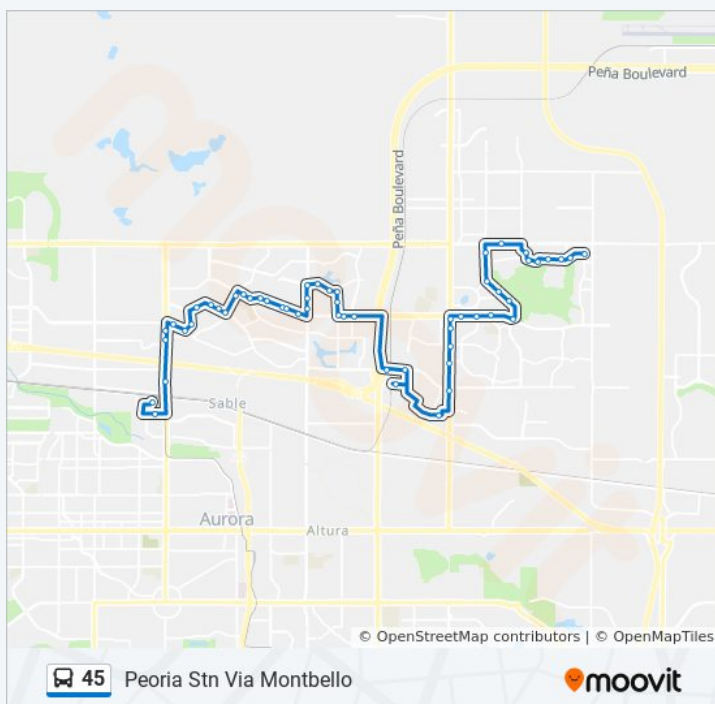 Peña Boulevard
Peña Boulevard
Sable
Aurora
Altura
© OpenStreetMap contributors | © OpenMapTiles
45 Peoria Stn Via Montbello
moovit